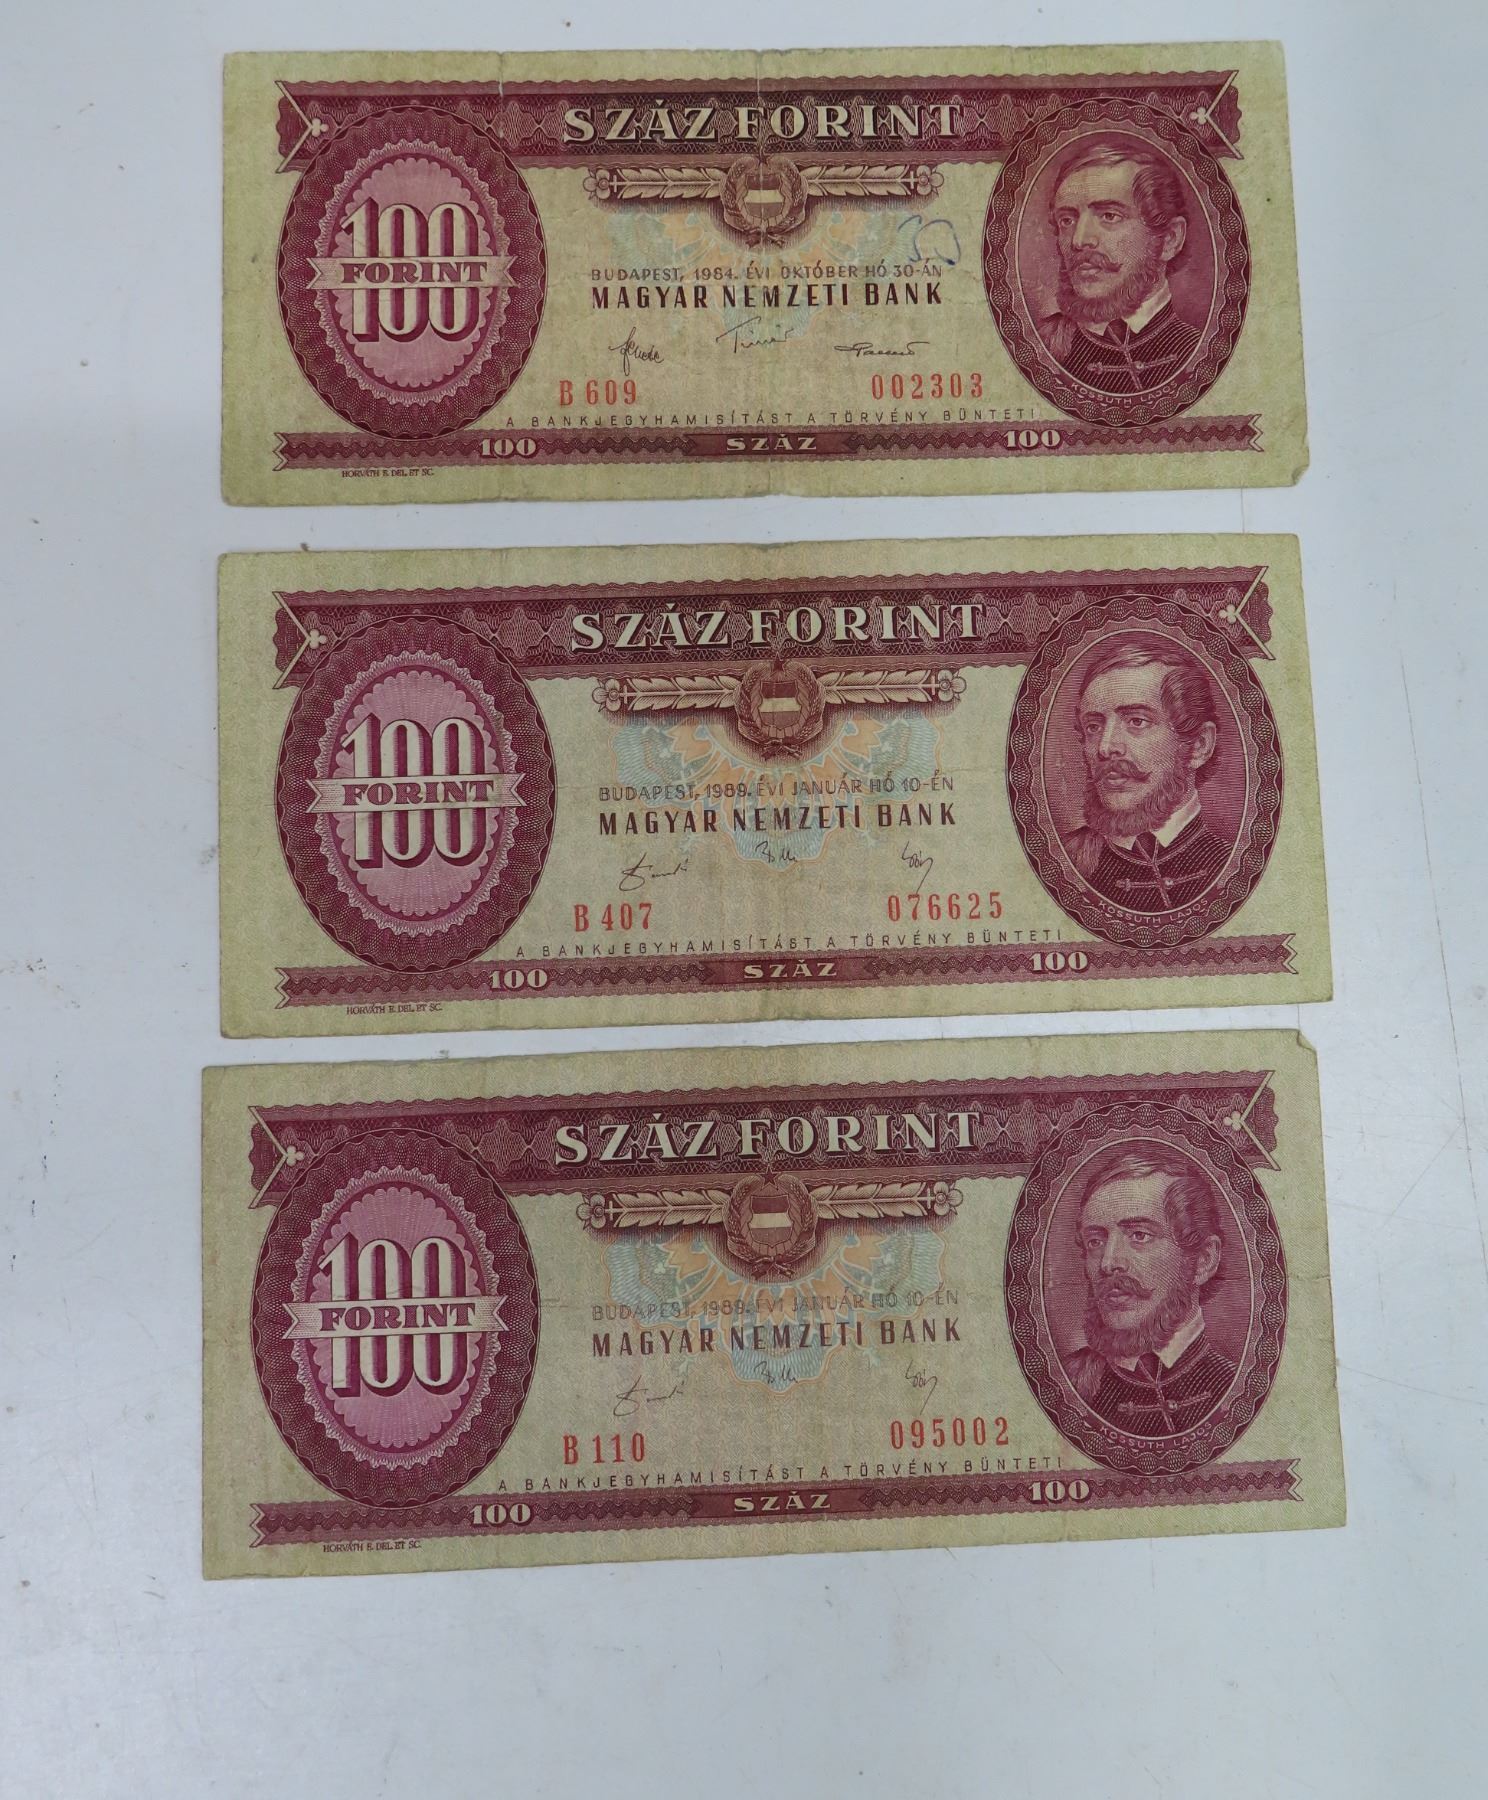 SZÁZ FORINT
100
FORINT
100
BUDAPEST, 1984. ÉVI OKTÓBER HÓ 30-ÁN
MAGYAR NEMZETI BANK
B 609 002303
KOSSUTH LAJOS
A BANKJEGYHAMISÍTÁST A TÖRVÉNY BÜNTETI
100 SZÁZ 100
HORVÁTH E. DEL. ET SC.
SZÁZ FORINT
100
FORINT
100
BUDAPEST, 1989. ÉVI JANUÁR HÓ 10-ÉN
MAGYAR NEMZETI BANK
B 407 076625
KOSSUTH LAJOS
A BANKJEGYHAMISÍTÁST A TÖRVÉNY BÜNTETI
100 SZÁZ 100
HORVÁTH E. DEL. ET SC.
SZÁZ FORINT
100
FORINT
100
BUDAPEST, 1989. ÉVI JANUÁR HÓ 10-ÉN
MAGYAR NEMZETI BANK
B 110 095002
KOSSUTH LAJOS
A BANKJEGYHAMISÍTÁST A TÖRVÉNY BÜNTETI
100 SZÁZ 100
HORVÁTH E. DEL. ET SC.